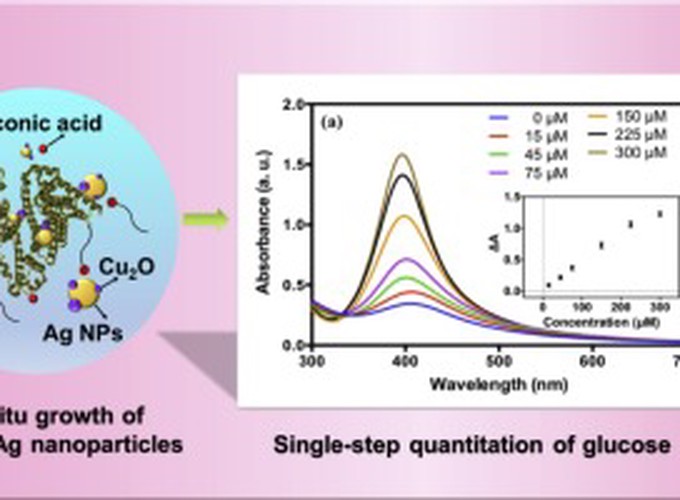 conic acid
Cu₂O
Ag NPs
itu growth of
Ag nanoparticles
(a)
2.0
1.5
1.0
0.5
0.0
Absorbance (a. u.)
300
400
500
600
7
Wavelength (nm)
0 µM
15 µM
45 µM
75 µM
150 µM
225 µM
300 µM
1.5
1.0
0.5
0.0
ΔA
0
100
200
300
Concentration (µM)
Single-step quantitation of glucose